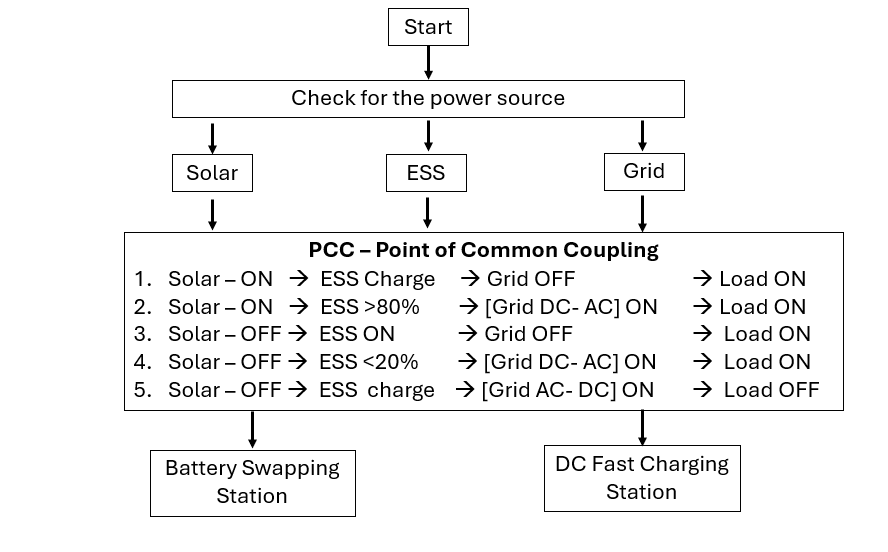 Start
Check for the power source
Solar
ESS
Grid
PCC – Point of Common Coupling
1. Solar – ON → ESS Charge → Grid OFF → Load ON
2. Solar – ON → ESS >80% → [Grid DC- AC] ON → Load ON
3. Solar – OFF → ESS ON → Grid OFF → Load ON
4. Solar – OFF → ESS <20% → [Grid DC- AC] ON → Load ON
5. Solar – OFF → ESS charge → [Grid AC- DC] ON → Load OFF
Battery Swapping
Station
DC Fast Charging
Station